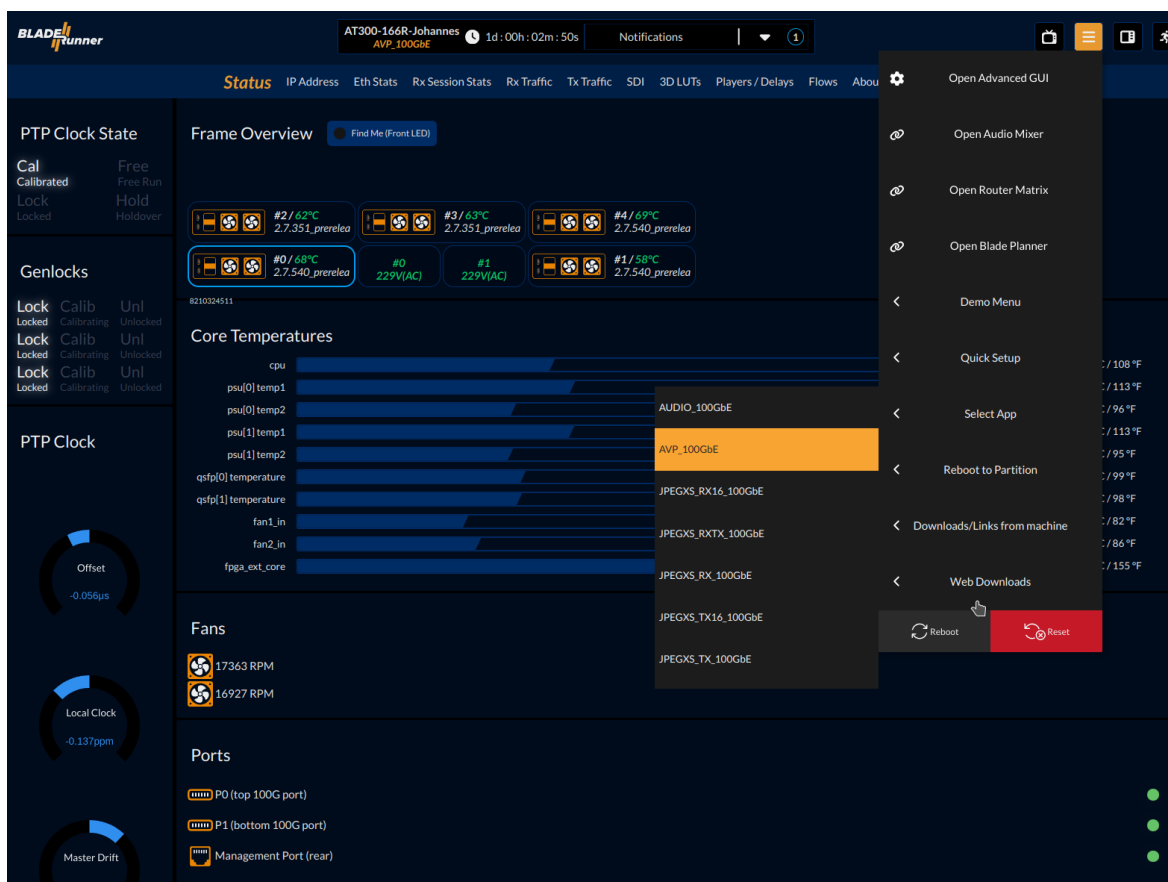 BLADE
runner
AT300-166R-Johannes
AVP_100GbE
1d : 00h : 02m : 50s
Notifications
1
Status IP Address Eth Stats Rx Session Stats Rx Traffic Tx Traffic SDI 3D LUTs Players / Delays Flows Abou
PTP Clock State
Cal Free
Calibrated Free Run
Lock Hold
Locked Holdover
Genlocks
Lock Calib Unl
Locked Calibrating Unlocked
Lock Calib Unl
Locked Calibrating Unlocked
Lock Calib Unl
Locked Calibrating Unlocked
PTP Clock
Offset
-0.056µs
Local Clock
-0.137ppm
Master Drift
Frame Overview
Find Me (Front LED)
#2 / 62°C
2.7.351_prerelea
#3 / 63°C
2.7.351_prerelea
#4 / 69°C
2.7.540_prerelea
#0 / 68°C
2.7.540_prerelea
#0
229V(AC)
#1
229V(AC)
#1 / 58°C
2.7.540_prerelea
8210324511
Core Temperatures
cpu
psu[0] temp1
psu[0] temp2
psu[1] temp1
psu[1] temp2
qsfp[0] temperature
qsfp[1] temperature
fan1_in
fan2_in
fpga_ext_core
/ 108 °F
/ 113 °F
/ 96 °F
/ 113 °F
/ 95 °F
/ 99 °F
/ 98 °F
/ 82 °F
/ 86 °F
/ 155 °F
Fans
17363 RPM
16927 RPM
Ports
P0 (top 100G port)
P1 (bottom 100G port)
Management Port (rear)
Open Advanced GUI
Open Audio Mixer
Open Router Matrix
Open Blade Planner
Demo Menu
Quick Setup
Select App
Reboot to Partition
Downloads/Links from machine
Web Downloads
Reboot
Reset
AUDIO_100GbE
AVP_100GbE
JPEGXS_RX16_100GbE
JPEGXS_RXTX_100GbE
JPEGXS_RX_100GbE
JPEGXS_TX16_100GbE
JPEGXS_TX_100GbE